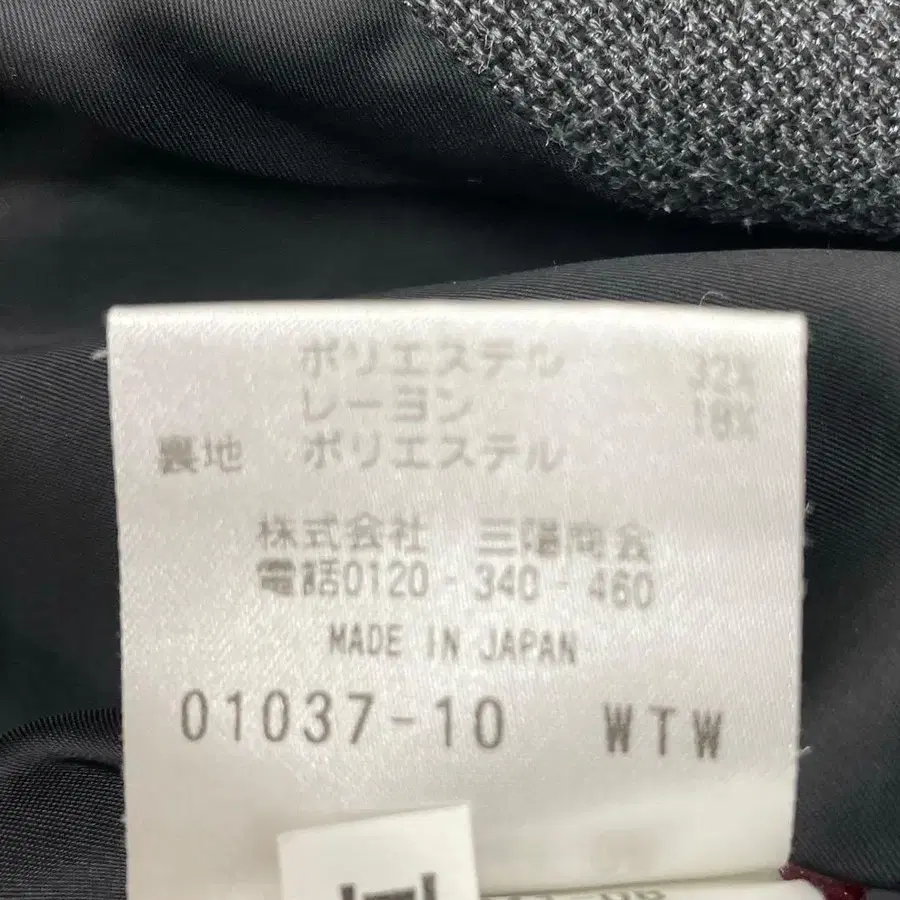 ポリエステル 32%
レーヨン 18%
裏地 ポリエステル
株式会社 三陽商会
電話0120-340-460
MADE IN JAPAN
01037-10 WTW